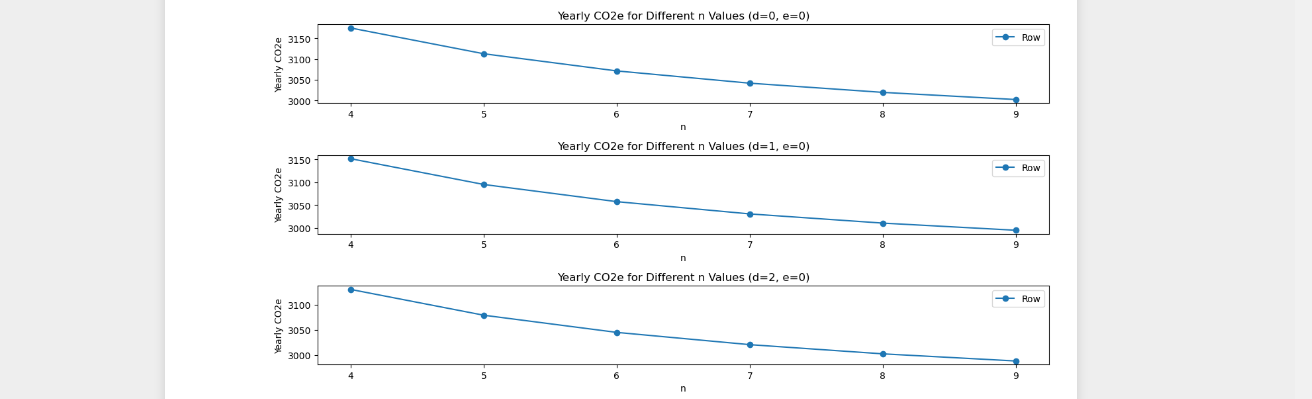 Yearly CO2e for Different n Values (d=0, e=0)
Yearly CO2e
3150
3100
3050
3000
Row
4 5 6 7 8 9
n
Yearly CO2e for Different n Values (d=1, e=0)
Yearly CO2e
3150
3100
3050
3000
Row
4 5 6 7 8 9
n
Yearly CO2e for Different n Values (d=2, e=0)
Yearly CO2e
3100
3050
3000
Row
4 5 6 7 8 9
n